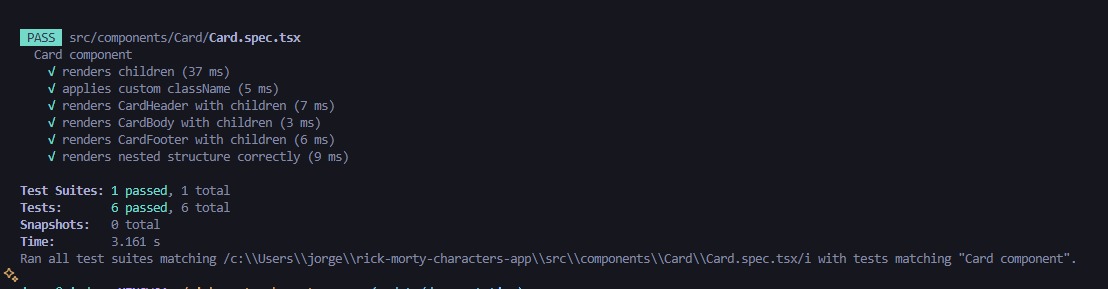 PASS src/components/Card/Card.spec.tsx
Card component
√ renders children (37 ms)
√ applies custom className (5 ms)
√ renders CardHeader with children (7 ms)
√ renders CardBody with children (3 ms)
√ renders CardFooter with children (6 ms)
√ renders nested structure correctly (9 ms)
Test Suites: 1 passed, 1 total
Tests: 6 passed, 6 total
Snapshots: 0 total
Time: 3.161 s
Ran all test suites matching /c:\\Users\\jorge\\rick-morty-characters-app\\src\\components\\Card\\Card.spec.tsx/i with tests matching "Card component".